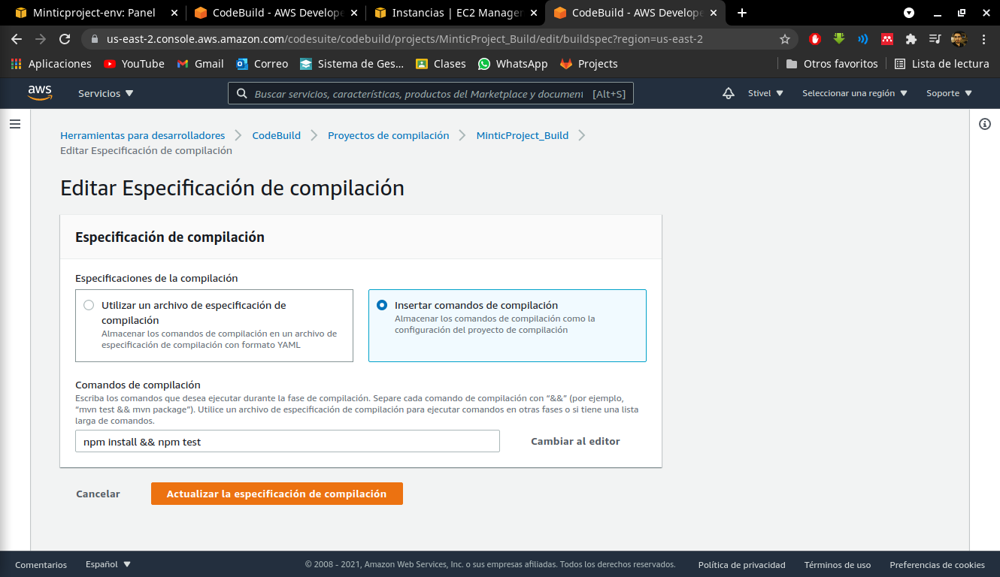 Minticproject-env: Panel
CodeBuild - AWS Develope
Instancias | EC2 Manager
CodeBuild - AWS Develope
us-east-2.console.aws.amazon.com/codesuite/codebuild/projects/MinticProject_Build/edit/buildspec?region=us-east-2
Aplicaciones YouTube Gmail Correo Sistema de Ges... Clases WhatsApp Projects Otros favoritos Lista de lectura
aws Servicios Buscar servicios, características, productos del Marketplace y document [Alt+S] Stivel Seleccionar una región Soporte
Herramientas para desarrolladores CodeBuild Proyectos de compilación MinticProject_Build
Editar Especificación de compilación
Editar Especificación de compilación
Especificación de compilación
Especificaciones de la compilación
Utilizar un archivo de especificación de
compilación
Almacenar los comandos de compilación en un archivo de
especificación de compilación con formato YAML
Insertar comandos de compilación
Almacenar los comandos de compilación como la
configuración del proyecto de compilación
Comandos de compilación
Escriba los comandos que desea ejecutar durante la fase de compilación. Separe cada comando de compilación con “&&” (por ejemplo,
“mvn test && mvn package”). Utilice un archivo de especificación de compilación para ejecutar comandos en otras fases o si tiene una lista
larga de comandos.
npm install && npm test
Cambiar al editor
Cancelar
Actualizar la especificación de compilación
Comentarios Español © 2008 - 2021, Amazon Web Services, Inc. o sus empresas afiliadas. Todos los derechos reservados. Política de privacidad Términos de uso Preferencias de cookies